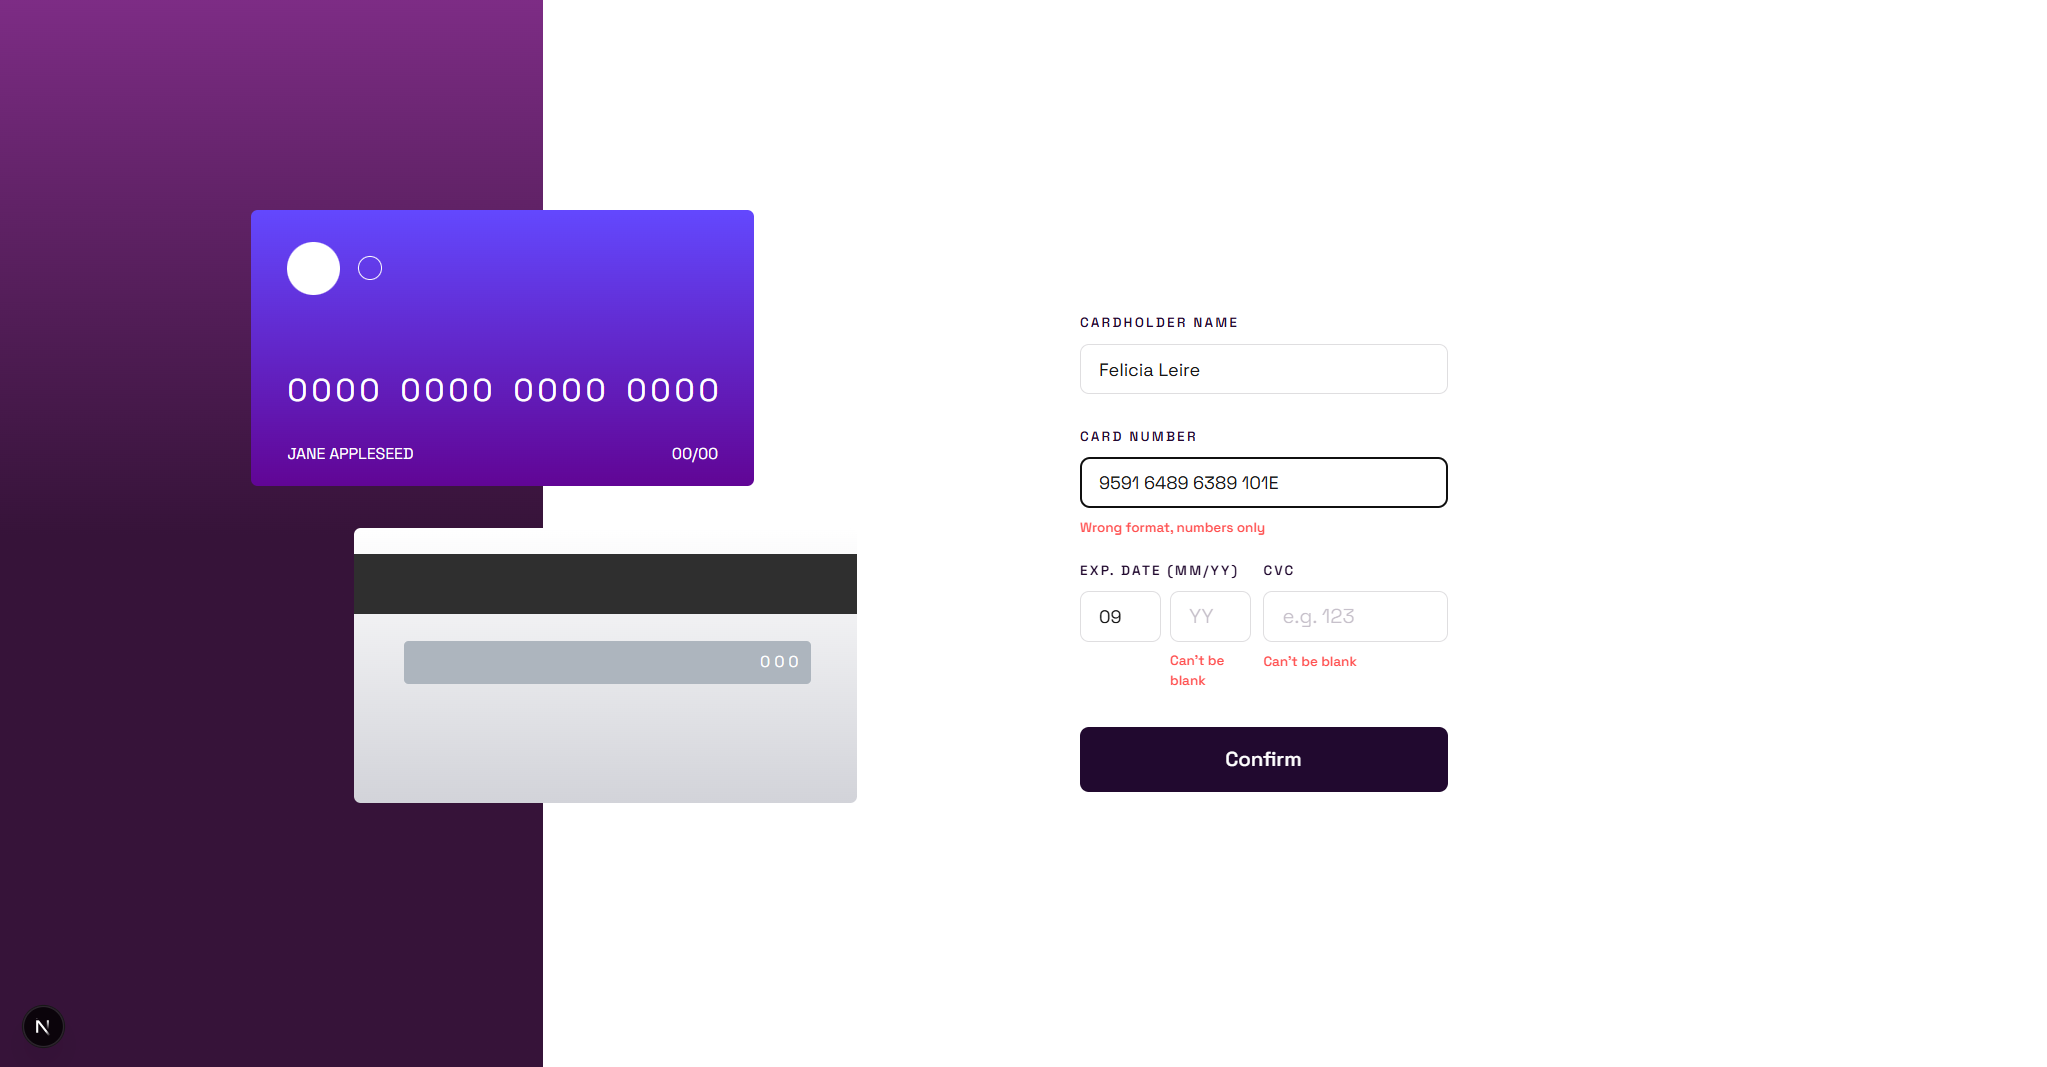 0000 0000 0000 0000
JANE APPLESEED 00/00
000
CARDHOLDER NAME
Felicia Leire
CARD NUMBER
9591 6489 6389 101E
Wrong format, numbers only
EXP. DATE (MM/YY) CVC
09 YY e.g. 123
Can't be blank Can't be blank
Confirm
N